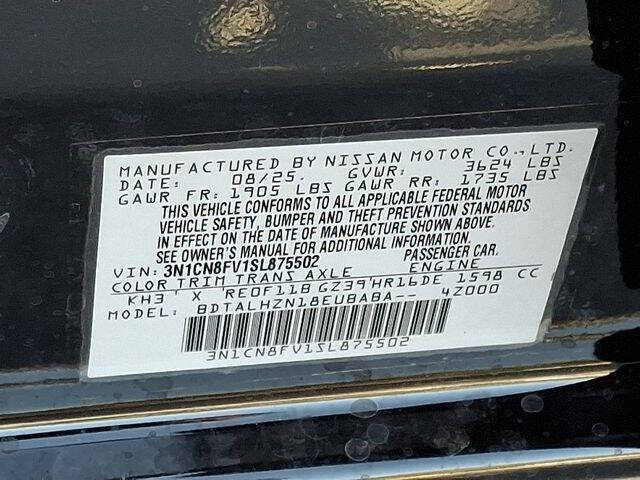 MANUFACTURED BY NISSAN MOTOR CO., LTD.
DATE: 08/25. GVWR: 3624 LBS
GAWR FR: 1905 LBS GAWR RR: 1735 LBS
THIS VEHICLE CONFORMS TO ALL APPLICABLE FEDERAL MOTOR
VEHICLE SAFETY, BUMPER AND THEFT PREVENTION STANDARDS
IN EFFECT ON THE DATE OF MANUFACTURE SHOWN ABOVE.
SEE OWNER'S MANUAL FOR ADDITIONAL INFORMATION.
VIN: 3N1CN8FV1SL875502 PASSENGER CAR.
COLOR TRIM TRANS AXLE ENGINE
KH3 X RE0F11B GZ39 HR16DE 1598 CC
MODEL: BDTALHZN18EUBABA-- 4Z000
3N1CN8FV1SL875502